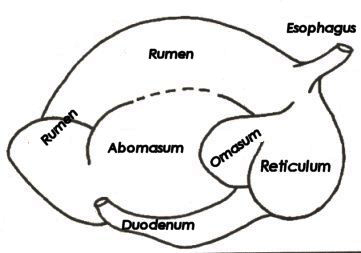 Esophagus
Rumen
Rumen
Abomasum
Omasum
Reticulum
Duodenum